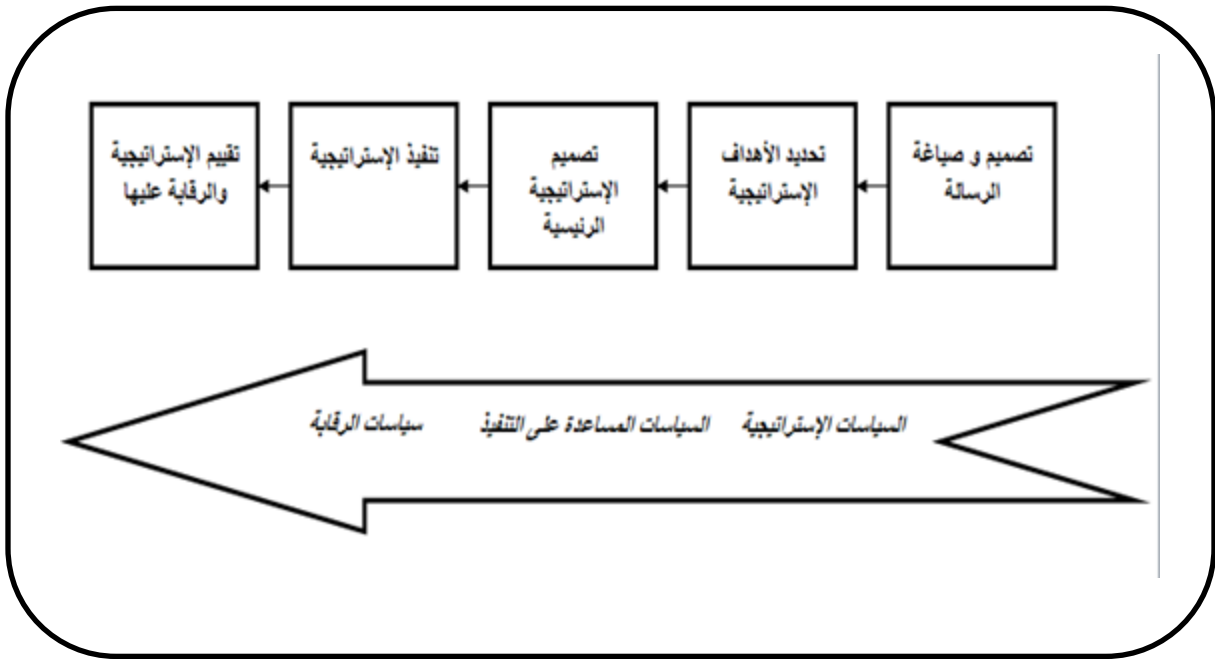 تصميم و صياغة
الرسالة
تحديد الأهداف
الإستراتيجية
تصميم
الإستراتيجية
الرئيسية
تنفيذ الإستراتيجية
تقييم الإستراتيجية
والرقابة عليها
السياسات الإستراتيجية السياسات المساعدة على التنفيذ سياسات الرقابة